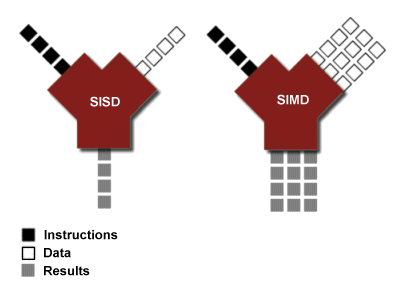 SISD
SIMD
Instructions
Data
Results